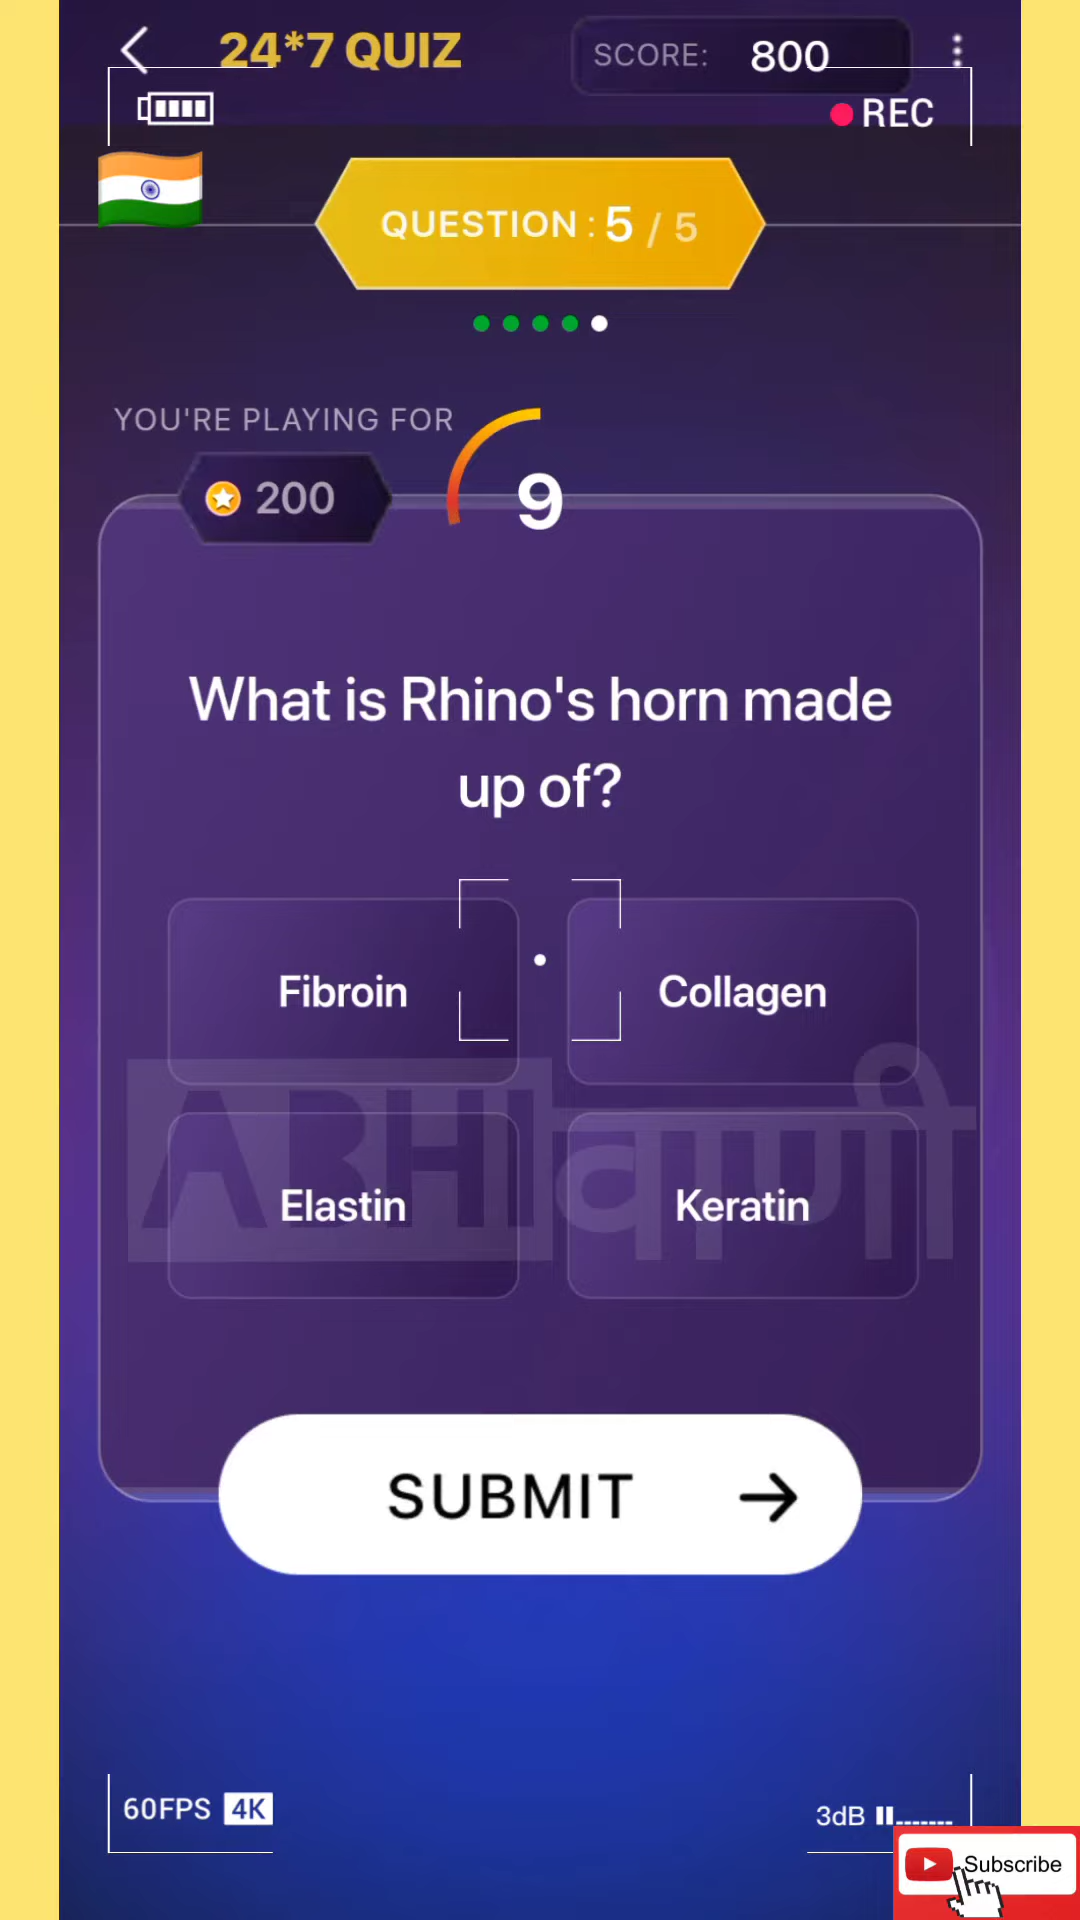 24*7 QUIZ
SCORE: 800
REC
QUESTION : 5 / 5
YOU'RE PLAYING FOR
200
9
What is Rhino's horn made
up of?
Fibroin
Collagen
ABHIवाणी
Elastin
Keratin
SUBMIT
60FPS 4K
3dB
Subscribe